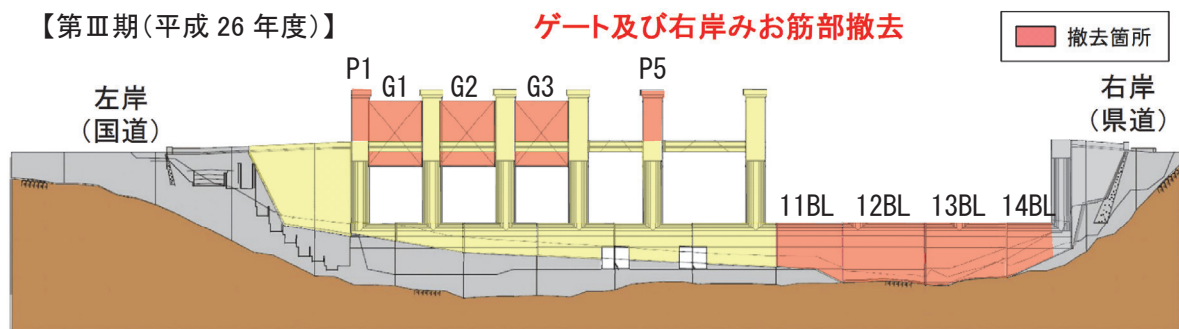 【第Ⅲ期(平成 26 年度)】
ゲート及び右岸みお筋部撤去
撤去箇所
P1
G1
G2
G3
P5
左岸
(国道)
右岸
(県道)
11BL
12BL
13BL
14BL